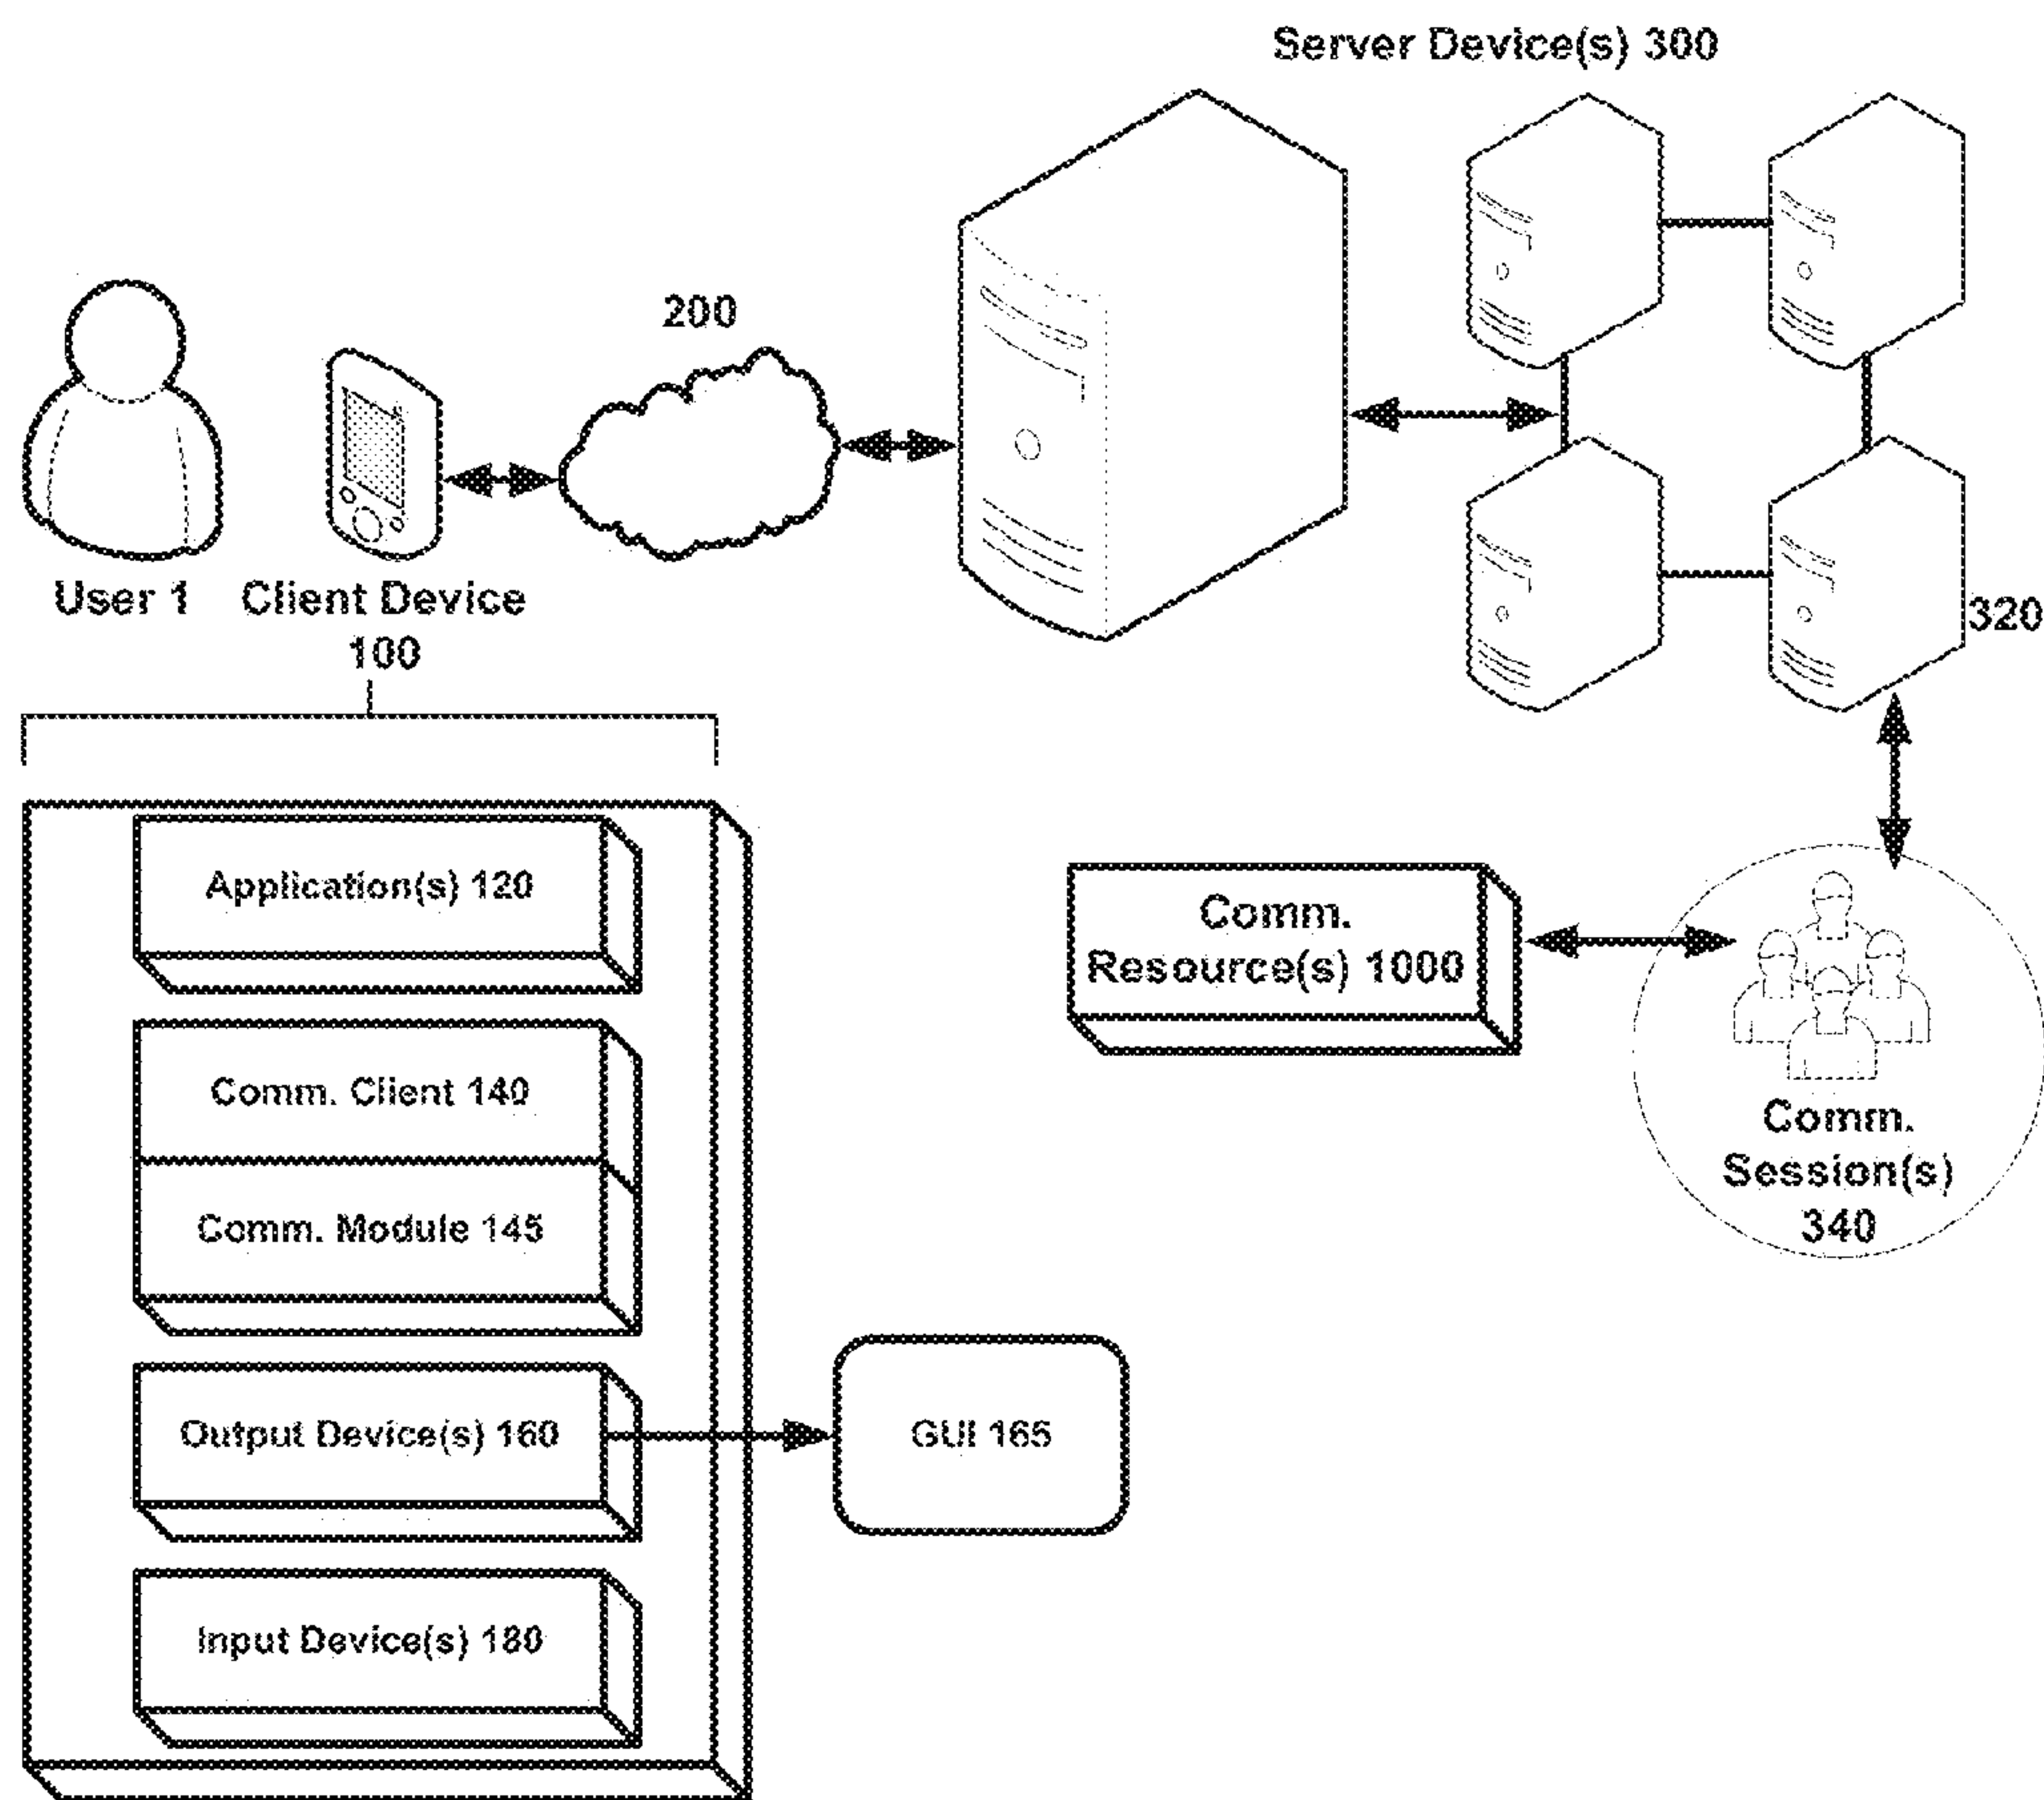 Server Device(s) 300
200
User 1
Client Device
100
320
Application(s) 120
Comm. Client 140
Comm. Module 145
Output Device(s) 160
Input Device(s) 180
GUI 165
Comm.
Resource(s) 1000
Comm.
Session(s)
340